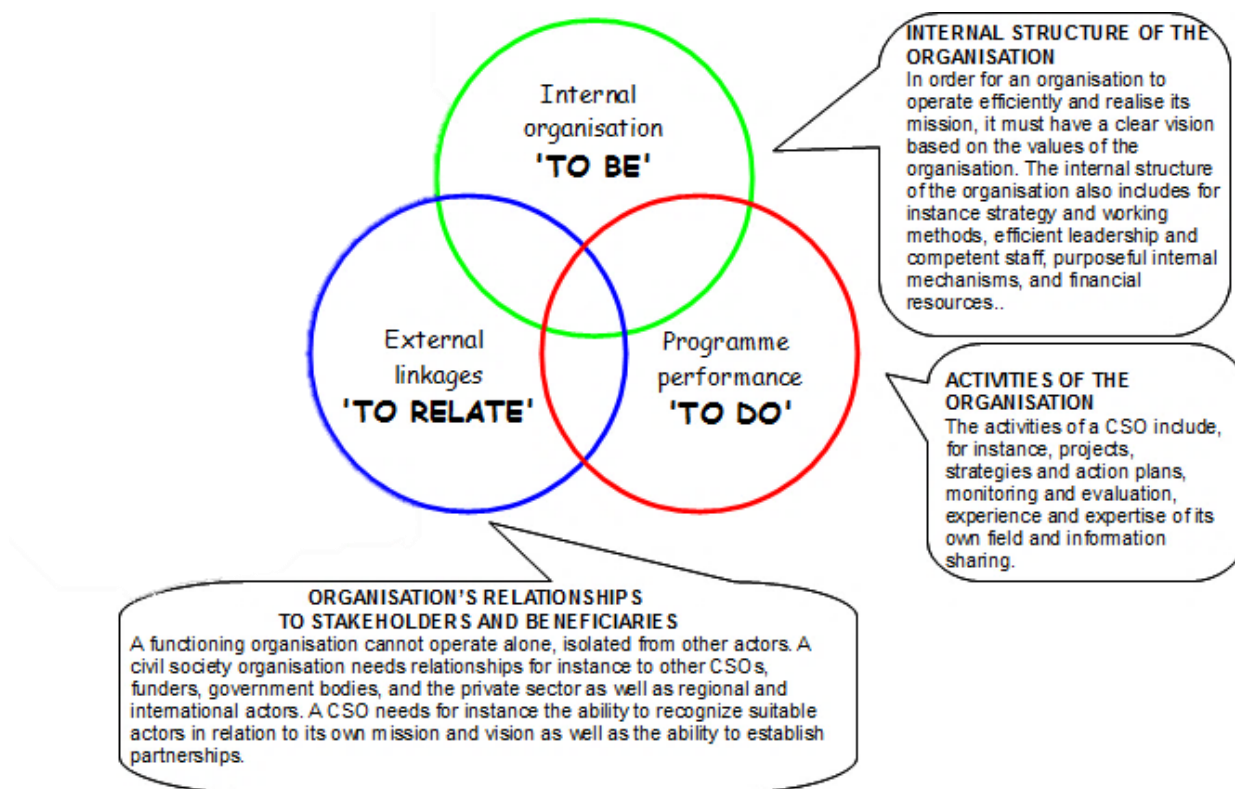 Internal
organisation
'TO BE'
External
linkages
'TO RELATE'
Programme
performance
'TO DO'
INTERNAL STRUCTURE OF THE
ORGANISATION
In order for an organisation to
operate efficiently and realise its
mission, it must have a clear vision
based on the values of the
organisation. The internal structure
of the organisation also includes for
instance strategy and working
methods, efficient leadership and
competent staff, purposeful internal
mechanisms, and financial
resources..
ACTIVITIES OF THE
ORGANISATION
The activities of a CSO include,
for instance, projects,
strategies and action plans,
monitoring and evaluation,
experience and expertise of its
own field and information
sharing.
ORGANISATION'S RELATIONSHIPS
TO STAKEHOLDERS AND BENEFICIARIES
A functioning organisation cannot operate alone, isolated from other actors. A
civil society organisation needs relationships for instance to other CSOs,
funders, government bodies, and the private sector as well as regional and
international actors. A CSO needs for instance the ability to recognize suitable
actors in relation to its own mission and vision as well as the ability to establish
partnerships.